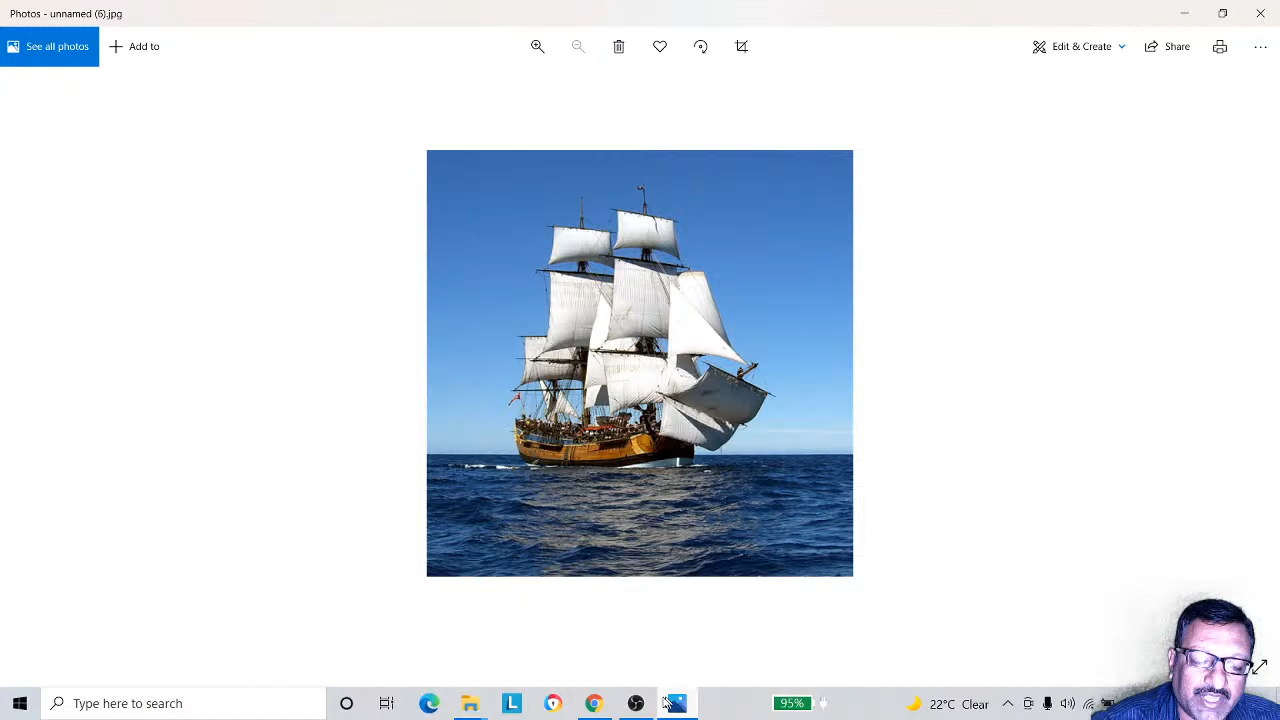 Photos - unnamed (6).jpg
See all photos
Add to
Edit & Create
Share
Type here to search
L
95%
22°C Clear